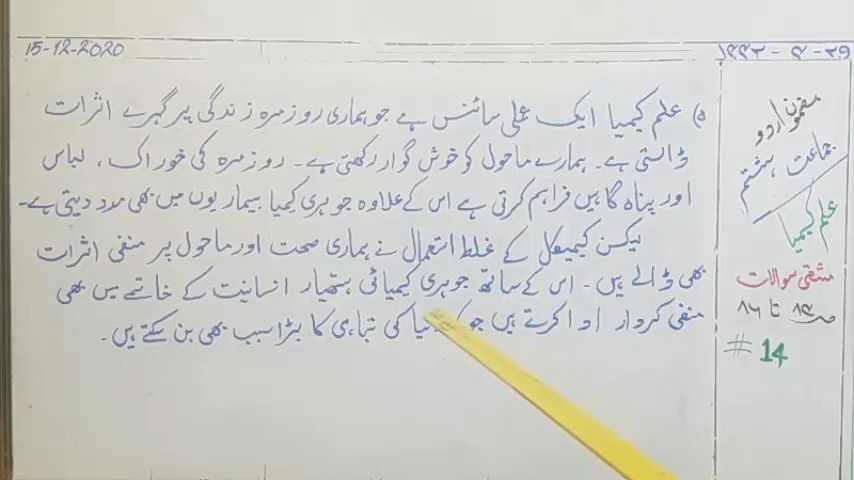 15-12-2020
۲۹ - ۴ - ۱۴۴۲
۵) علم کیمیا ایک عملی سائنس ہے جو ہماری روزمرہ زندگی پر گہرے اثرات
ڈالتی ہے۔ ہمارے ماحول کو خوش گوار رکھتی ہے۔ روزمرہ کی خوراک، لباس
اور پناہ گاہیں فراہم کرتی ہے اس کے علاوہ جوہری کیمیا بیماریوں میں بھی مدد دیتی ہے۔
لیکن کیمیکل کے غلط استعمال نے ہماری صحت اور ماحول پر منفی اثرات
بھی ڈالے ہیں۔ اس کے ساتھ جوہری کیمیائی ہتھیار انسانیت کے خاتمے میں بھی
منفی کردار ادا کرتے ہیں جو کی تباہی کا بڑا سبب بھی بن سکتے ہیں۔
مضمون اردو
جماعت ہشتم
علم کیمیا
مشقی سوالات
تا ۸۶
# 14